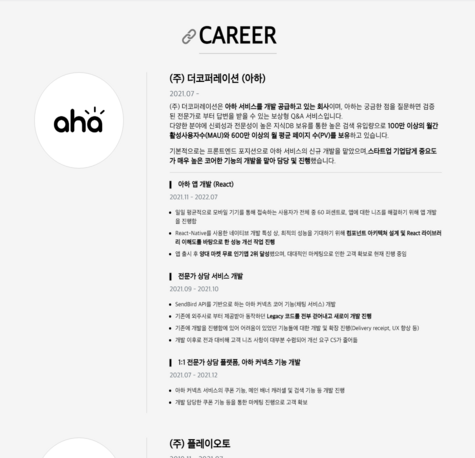 CAREER
aha
(주) 더코퍼레이션 (아하)
2021.07 -
(주) 더코퍼레이션은 아하 서비스를 개발 공급하고 있는 회사이며, 아하는 궁금한 점을 질문하면 검증
된 전문가로 부터 답변을 받을 수 있는 보상형 Q&A 서비스입니다.
다양한 분야에 신뢰성과 전문성이 높은 지식DB 보유를 통한 높은 검색 유입량으로 100만 이상의 월간
활성사용자수(MAU)와 600만 이상의 월 평균 페이지 수(PV)를 보유하고 있습니다.
기본적으로는 프론트엔드 포지션으로 아하 서비스의 신규 개발을 맡았으며,스타트업 기업답게 중요도
가 매우 높은 코어한 기능의 개발을 맡아 담당 및 진행했습니다.
아하 앱 개발 (React)
2021.11 - 2022.07
일일 평균적으로 모바일 기기를 통해 접속하는 사용자가 전체 중 60 퍼센트로, 앱에 대한 니즈를 해결하기 위해 앱 개발
을 진행함
React-Native를 사용한 네이티브 개발 특성 상, 최적의 성능을 기대하기 위해 컴포넌트 아키텍쳐 설계 및 React 라이브러
리 이해도를 바탕으로 한 성능 개선 작업 진행
앱 출시 후 양대 마켓 무료 인기앱 2위 달성했으며, 대대적인 마케팅으로 인한 고객 확보로 현재 진행 중임
전문가 상담 서비스 개발
2021.09 - 2021.10
SendBird API를 기반으로 하는 아하 커넥츠 코어 기능(채팅 서비스) 개발
기존에 외주사로 부터 제공받아 동작하던 Legacy 코드를 전부 걷어내고 새로이 개발 진행
기존에 개발을 진행함에 있어 어려움이 있었던 기능들에 대한 개발 및 확장 진행(Delivery receipt, UX 향상 등)
개발 이후로 전과 대비해 고객 니즈 사항이 대부분 수렴되어 개선 요구 CS가 줄어듦
1:1 전문가 상담 플랫폼, 아하 커넥츠 기능 개발
2021.07 - 2021.12
아하 커넥츠 서비스의 쿠폰 기능, 메인 배너 캐러셀 및 검색 기능 등 개발 진행
개발 담당한 쿠폰 기능 등을 통한 마케팅 진행으로 고객 확보
(주) 플레이오토